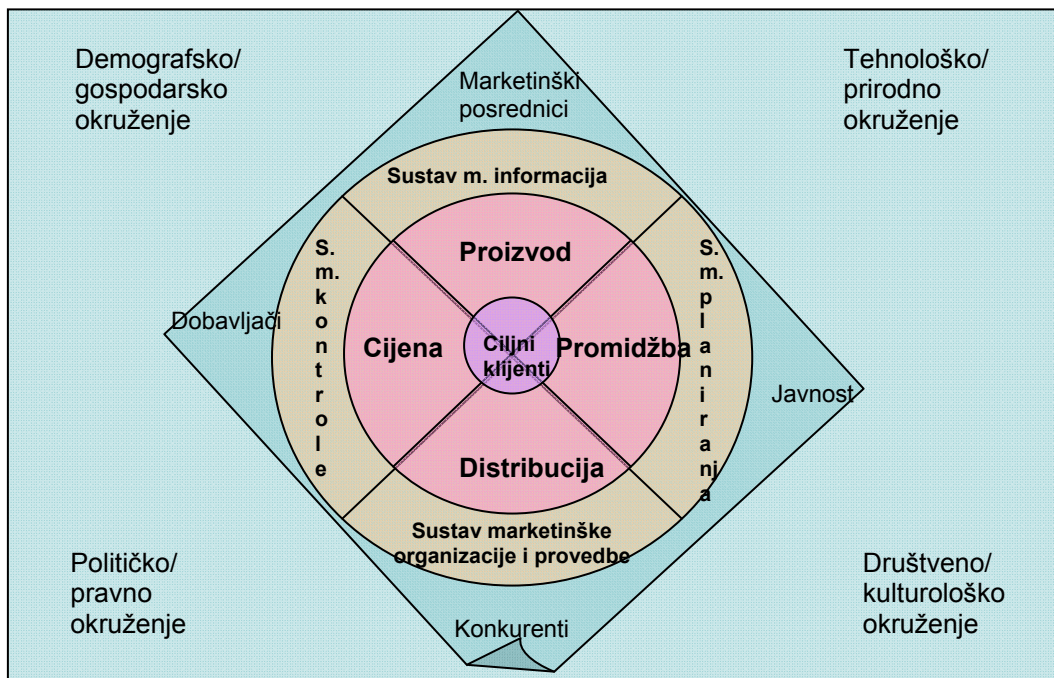 Demografsko/
gospodarsko
okruženje
Tehnološko/
prirodno
okruženje
Marketinški
posrednici
Sustav m. informacija
S.
m.
k
o
n
t
r
o
l
e
Proizvod
S.
m.
p
l
a
n
i
r
a
nj
a
Dobavljači
Cijena
Ciljni
klijenti
Promidžba
Javnost
Distribucija
Sustav marketinške
organizacije i provedbe
Političko/
pravno
okruženje
Društveno/
kulturološko
okruženje
Konkurenti